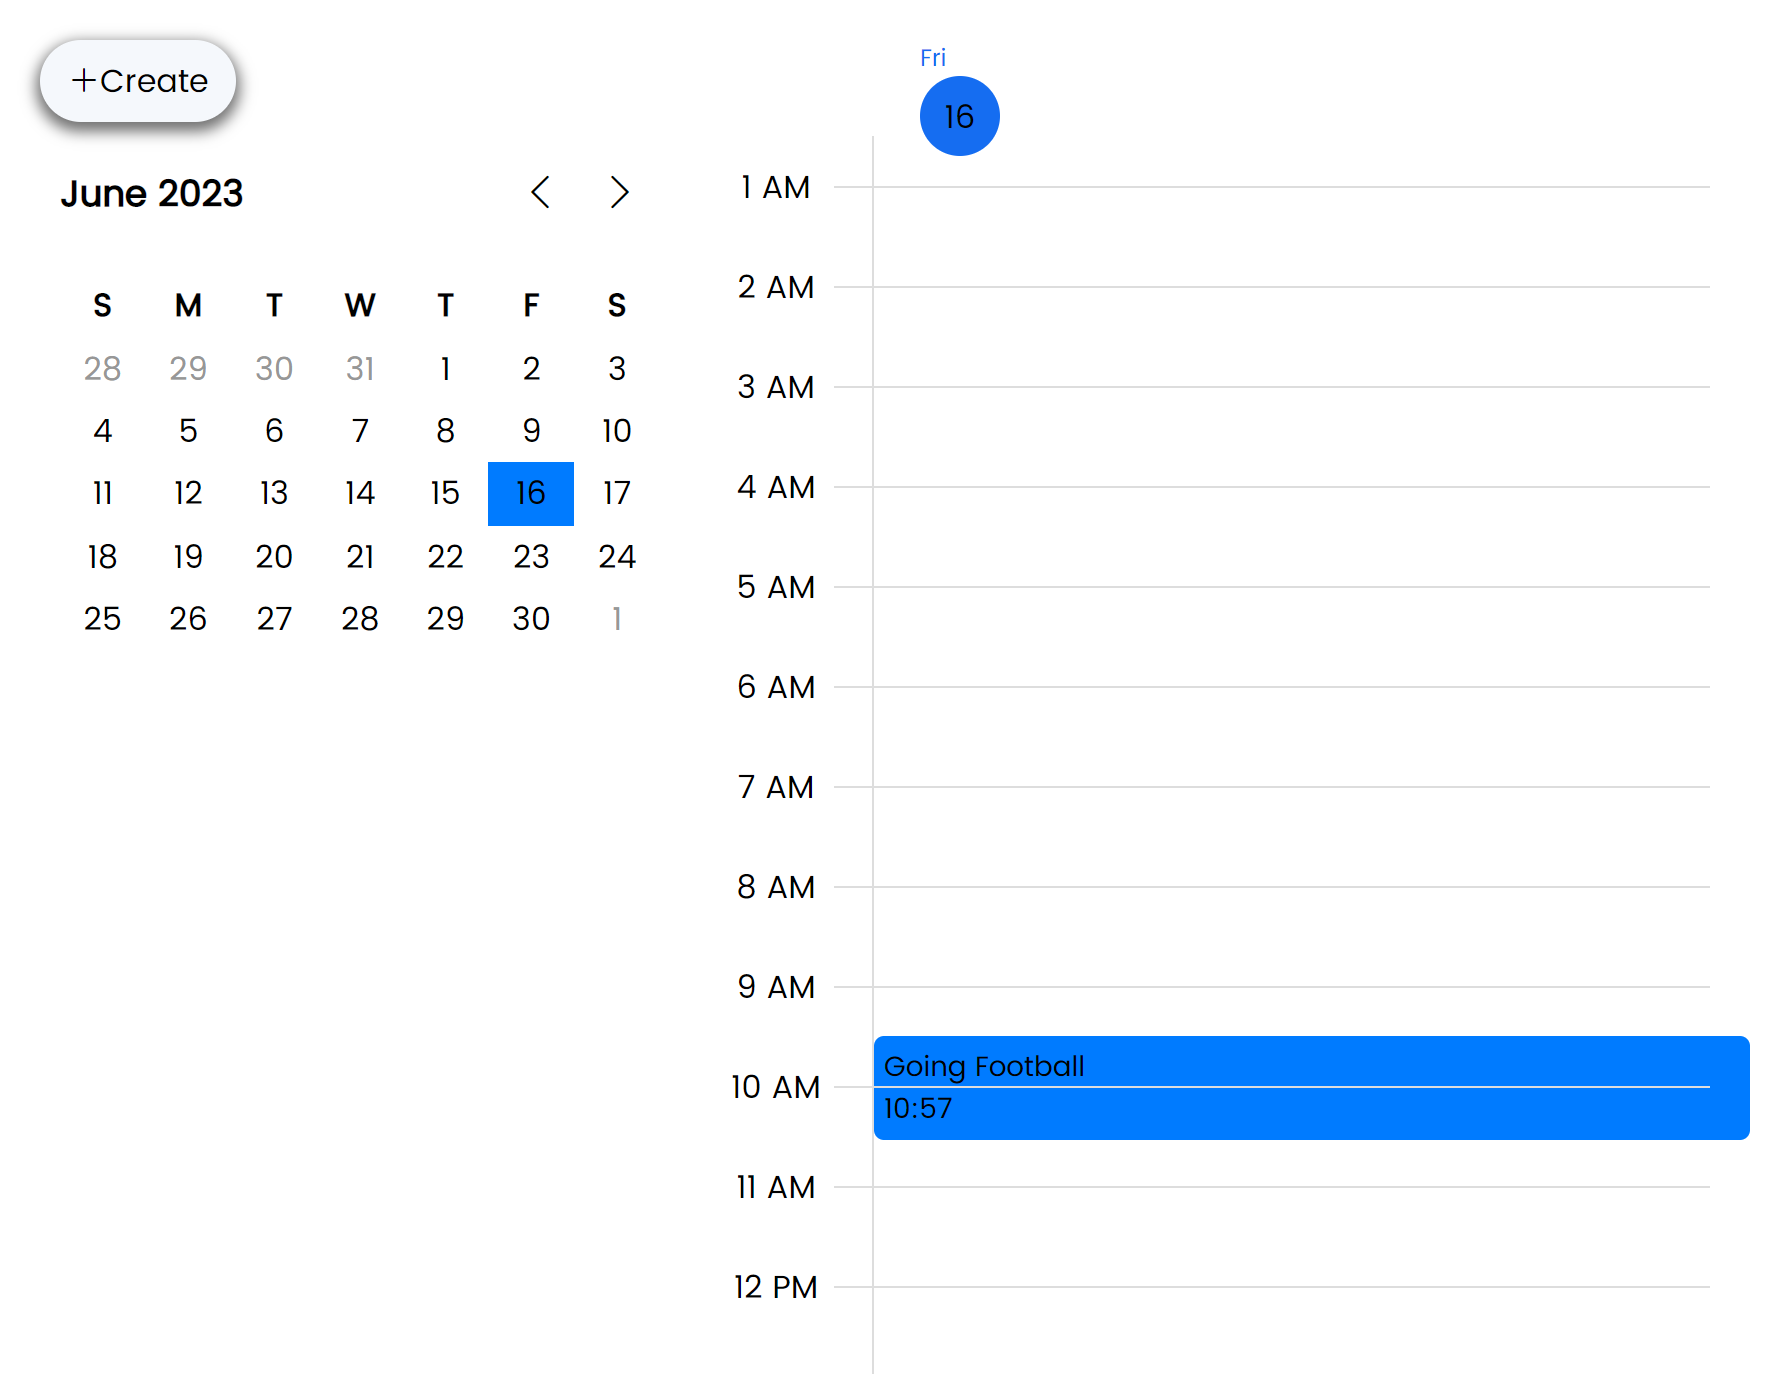 +Create
June 2023
S M T W T F S
28 29 30 31 1 2 3
4 5 6 7 8 9 10
11 12 13 14 15 16 17
18 19 20 21 22 23 24
25 26 27 28 29 30 1
Fri
16
1 AM
2 AM
3 AM
4 AM
5 AM
6 AM
7 AM
8 AM
9 AM
Going Football
10 AM
10:57
11 AM
12 PM